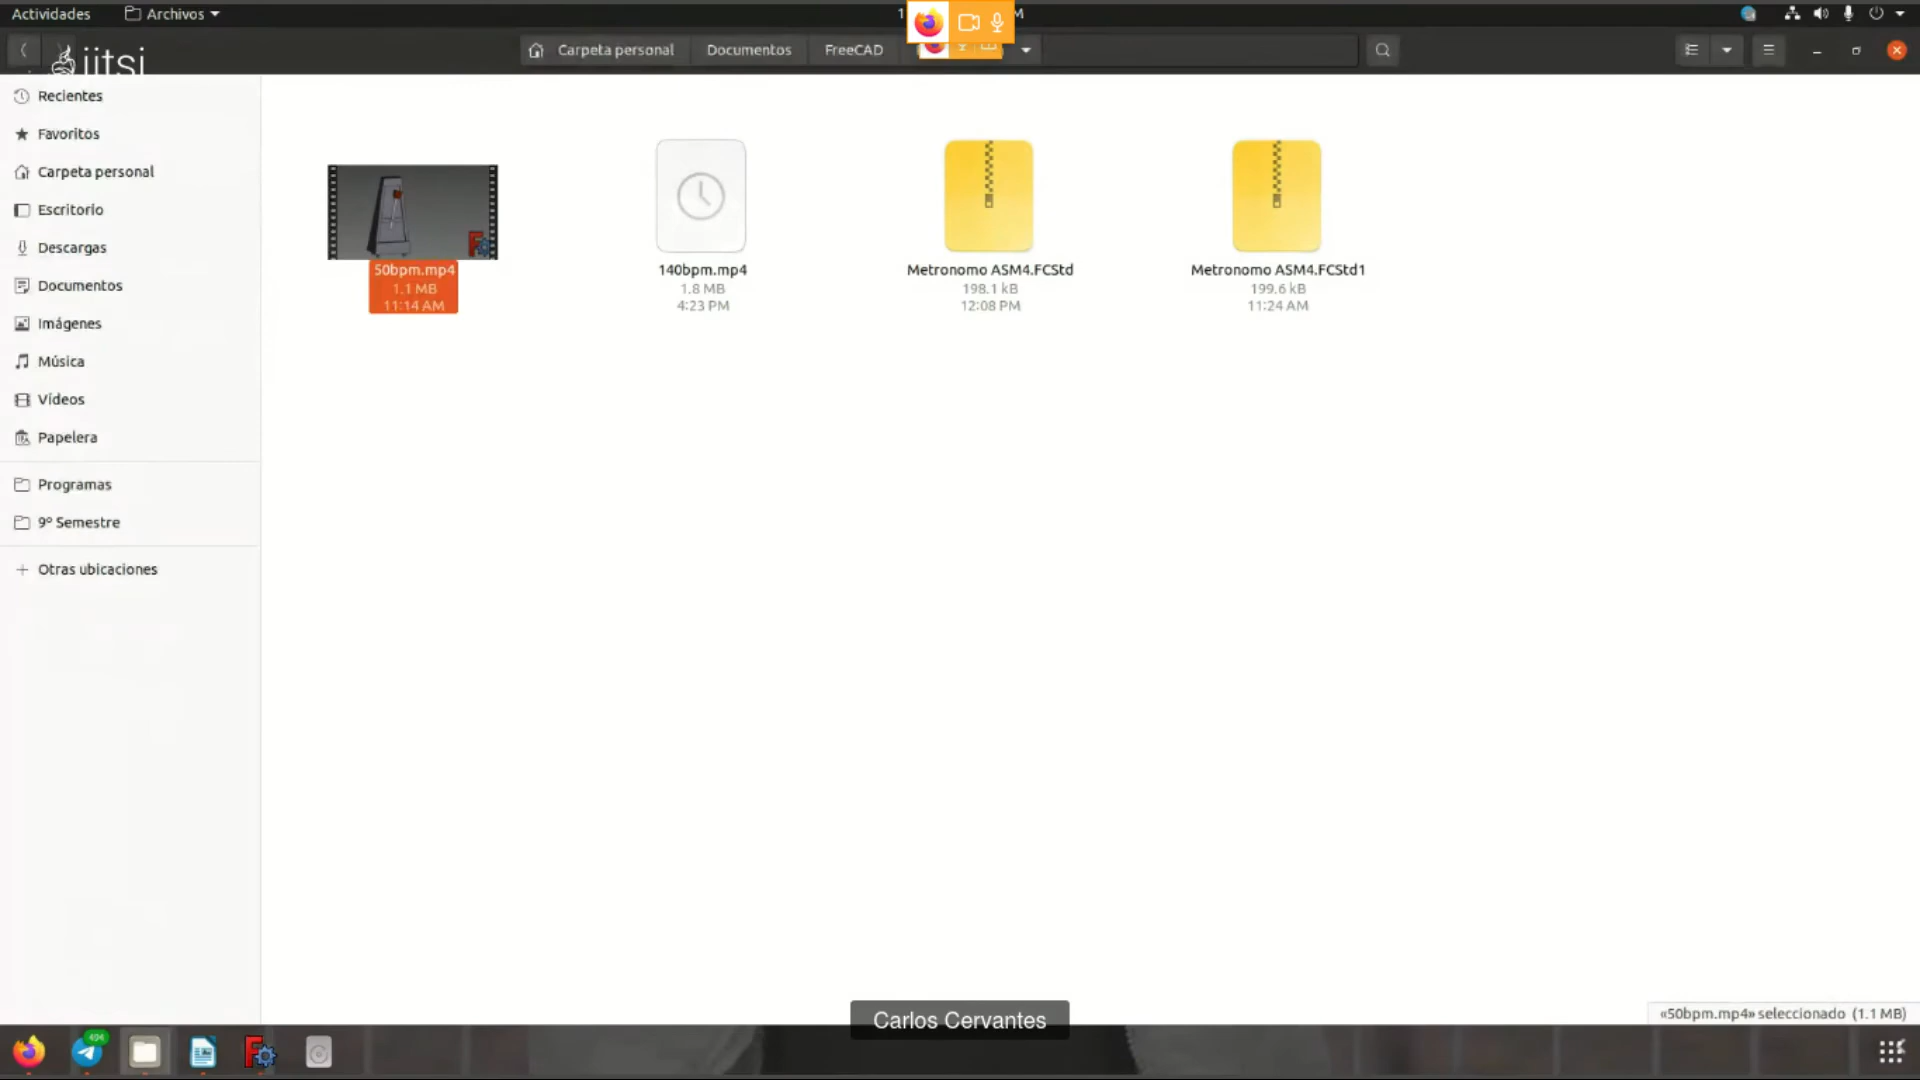 Actividades
Archivos
1
M
jitsi
Carpeta personal
Documentos
FreeCAD
Recientes
Favoritos
Carpeta personal
Escritorio
Descargas
Documentos
Imágenes
Música
Vídeos
Papelera
Programas
9º Semestre
Otras ubicaciones
50bpm.mp4
1.1 MB
11:14 AM
140bpm.mp4
1.8 MB
4:23 PM
Metronomo ASM4.FCStd
198.1 kB
12:08 PM
Metronomo ASM4.FCStd1
199.6 kB
11:24 AM
Carlos Cervantes
«50bpm.mp4» seleccionado (1.1 MB)
494